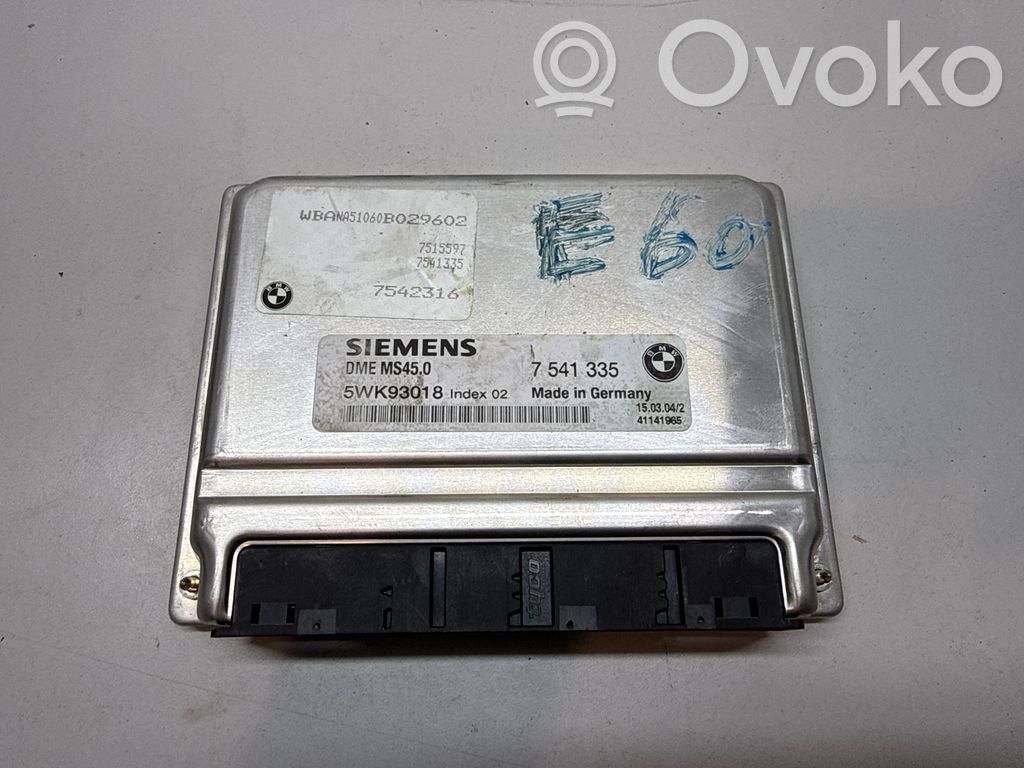 Ovoko
WBANA51060B029602
7515597
7541335
7542316
E60
SIEMENS
DME MS45.0
7 541 335
BMW
5WK93018 Index 02
Made in Germany
15.03.04/2
41141965
tyco